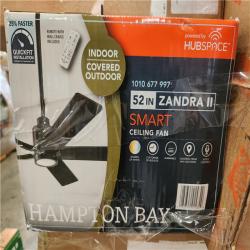 25% FASTER
QUICKFIT
INSTALLATION
REMOTE WITH
WALL CRADLE
INCLUDED
INDOOR
COVERED
OUTDOOR
powered by
HUBSPACE
1010 677 997
52 IN ZANDRA II
SMART
CEILING FAN
HAMPTON BAY